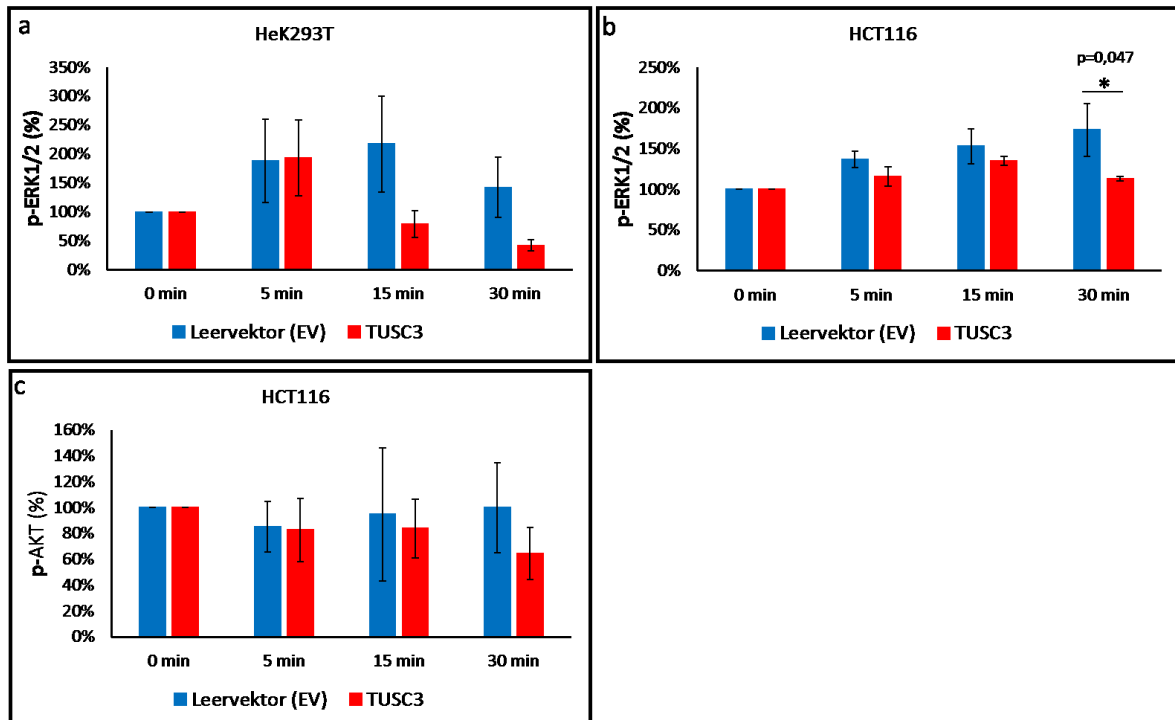 a
HeK293T
p-ERK1/2 (%)
350%
300%
250%
200%
150%
100%
50%
0%
0 min 5 min 15 min 30 min
Leervektor (EV) TUSC3
b
HCT116
p-ERK1/2 (%)
250%
200%
150%
100%
50%
0%
p=0,047
*
0 min 5 min 15 min 30 min
Leervektor (EV) TUSC3
c
HCT116
p-AKT (%)
160%
140%
120%
100%
80%
60%
40%
20%
0%
0 min 5 min 15 min 30 min
Leervektor (EV) TUSC3